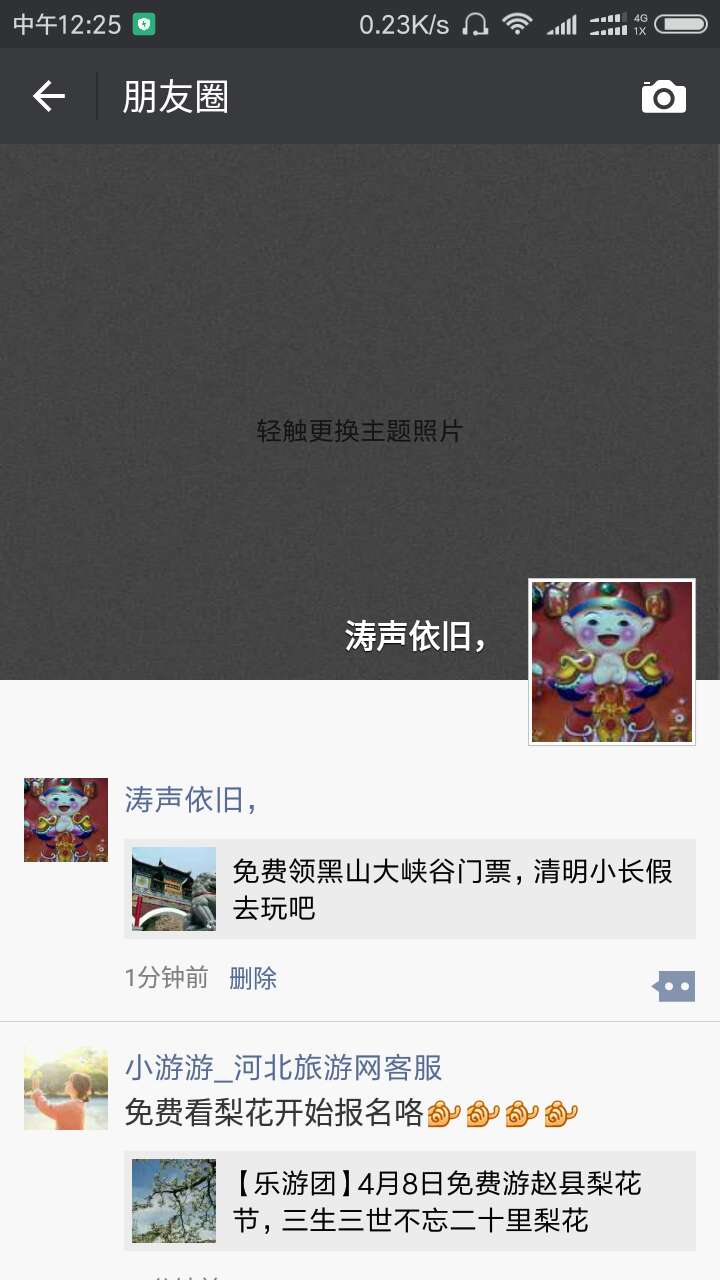 中午12:25
0.23K/s
4G
1X
朋友圈
轻触更换主题照片
涛声依旧，
涛声依旧，
免费领黑山大峡谷门票，清明小长假
去玩吧
1分钟前 删除
小游游_河北旅游网客服
免费看梨花开始报名咯
【乐游团】4月8日免费游赵县梨花
节，三生三世不忘二十里梨花